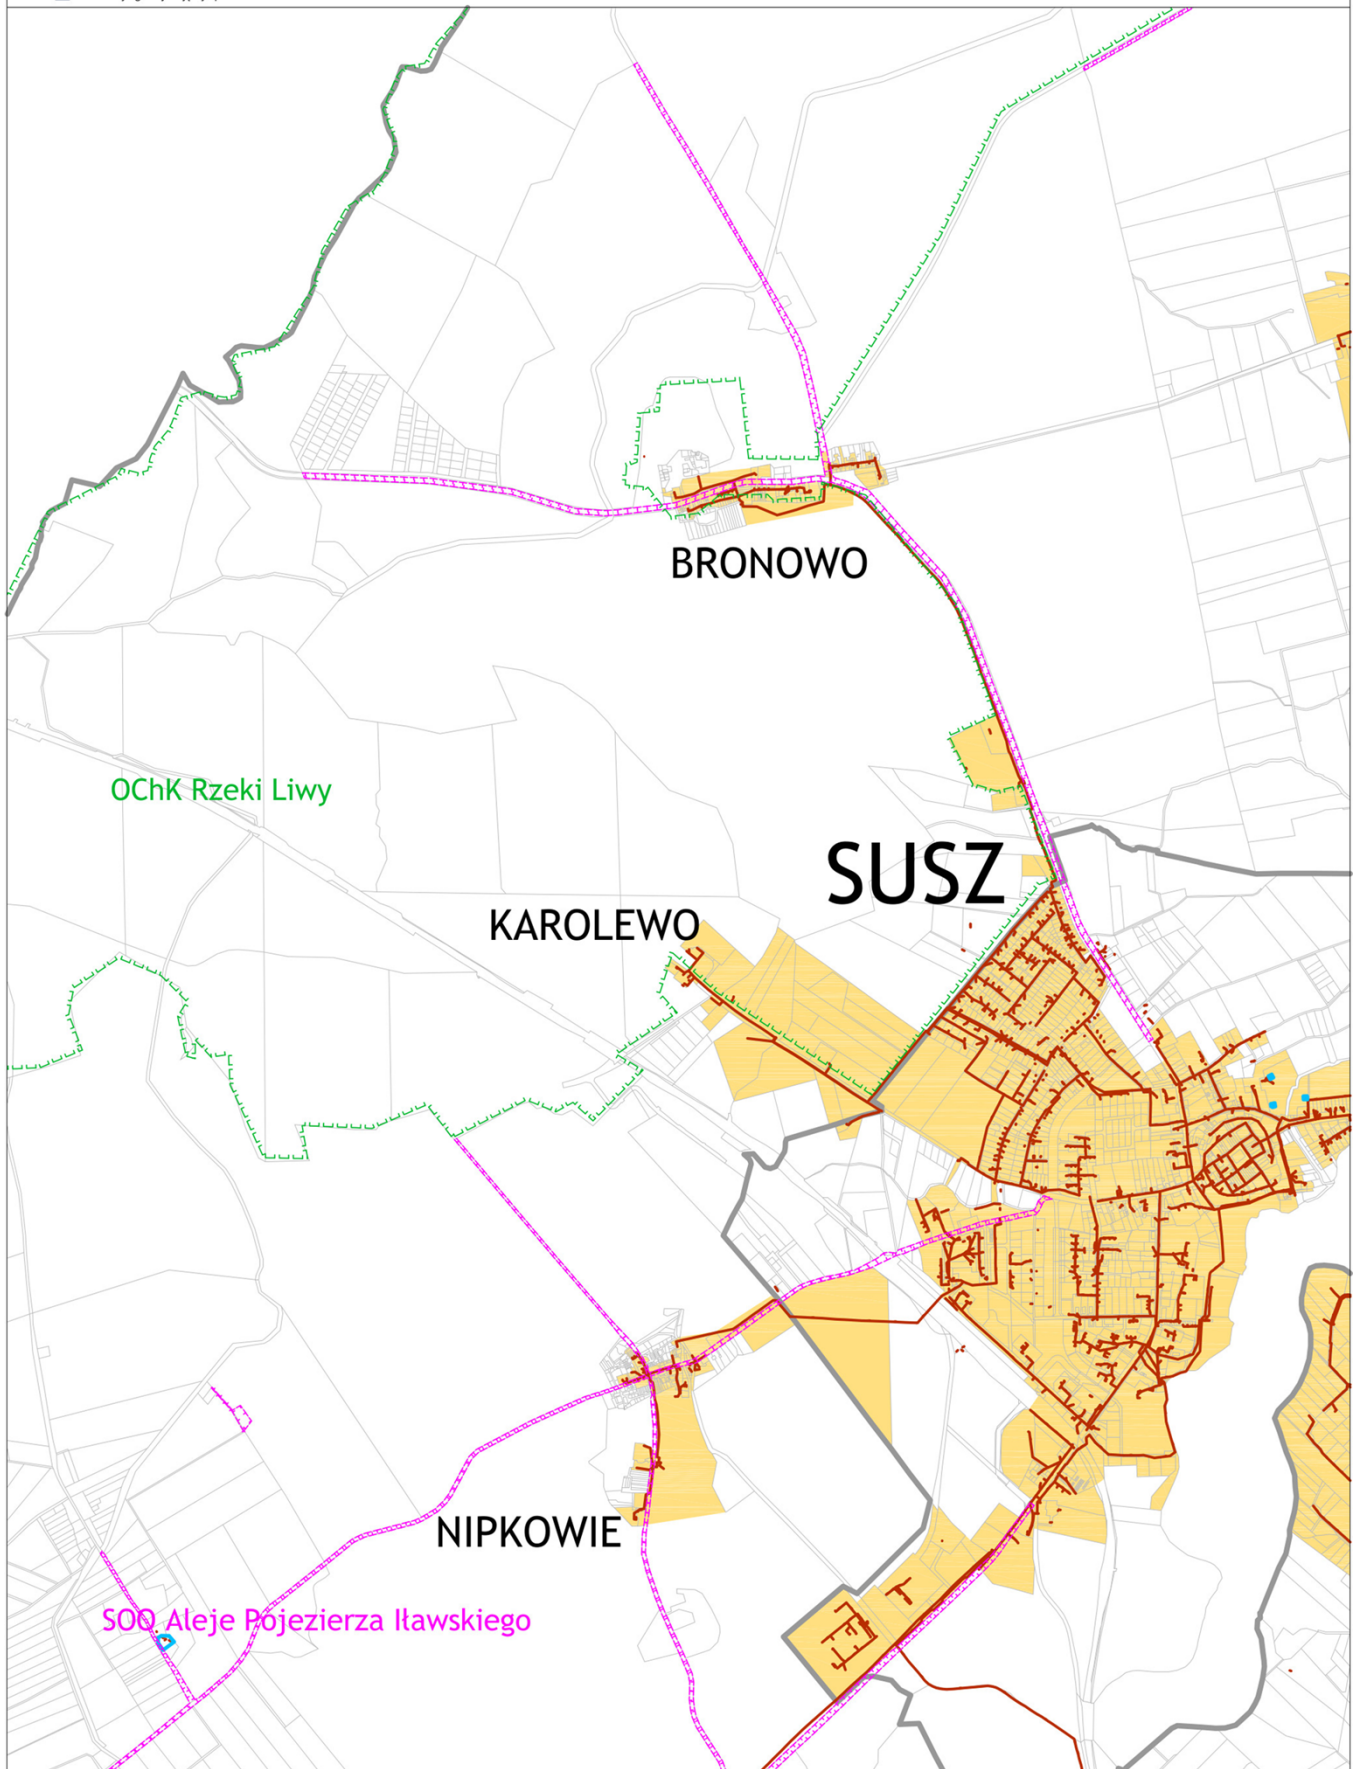 BRONOWO
OChK Rzeki Liwy
SUSZ
KAROLEWO
NIPKOWIE
SOO Aleje Pojezierza Iławskiego